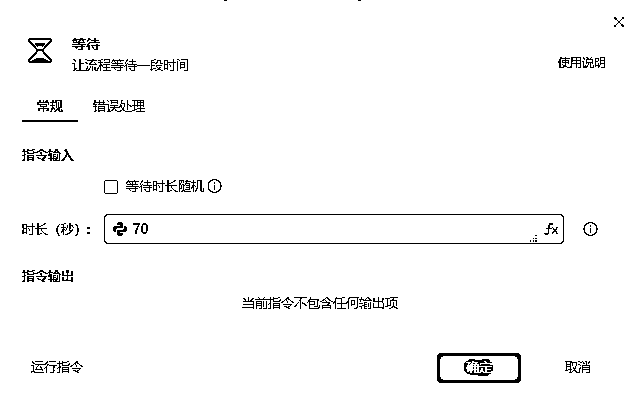 等待
让流程等待一段时间
使用说明
常规 错误处理
指令输入
等待时长随机
时长（秒）： 70 fx
指令输出
当前指令不包含任何输出项
运行指令 确定 取消